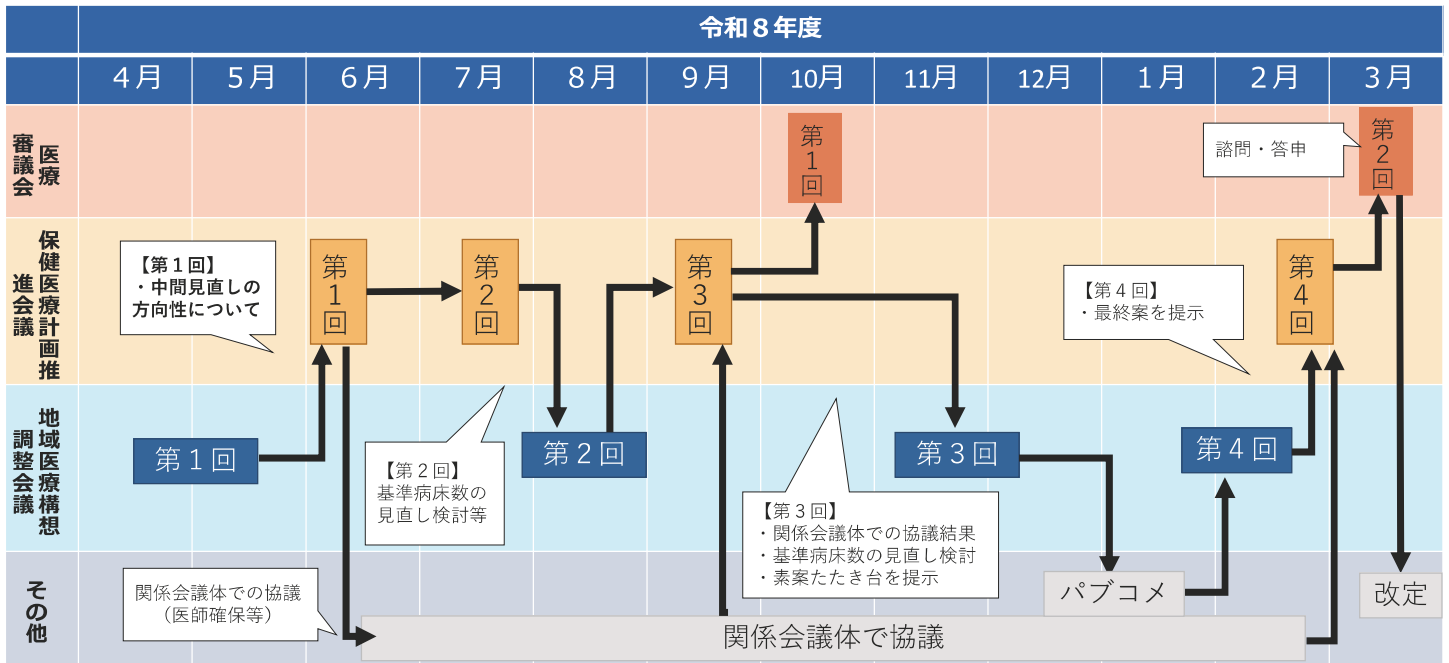 令和８年度
４月
５月
６月
７月
８月
９月
10月
11月
12月
１月
２月
３月
医療
審議会
第1回
諮問・答申
第2回
保健医療計画推
進会議
【第１回】
・中間見直しの
方向性について
第1回
第2回
第3回
【第４回】
・最終案を提示
第4回
地域医療構想
調整会議
第１回
【第２回】
基準病床数の
見直し検討等
第２回
【第３回】
・関係会議体での協議結果
・基準病床数の見直し検討
・素案たたき台を提示
第３回
第４回
その他
関係会議体での協議
（医師確保等）
関係会議体で協議
パブコメ
改定